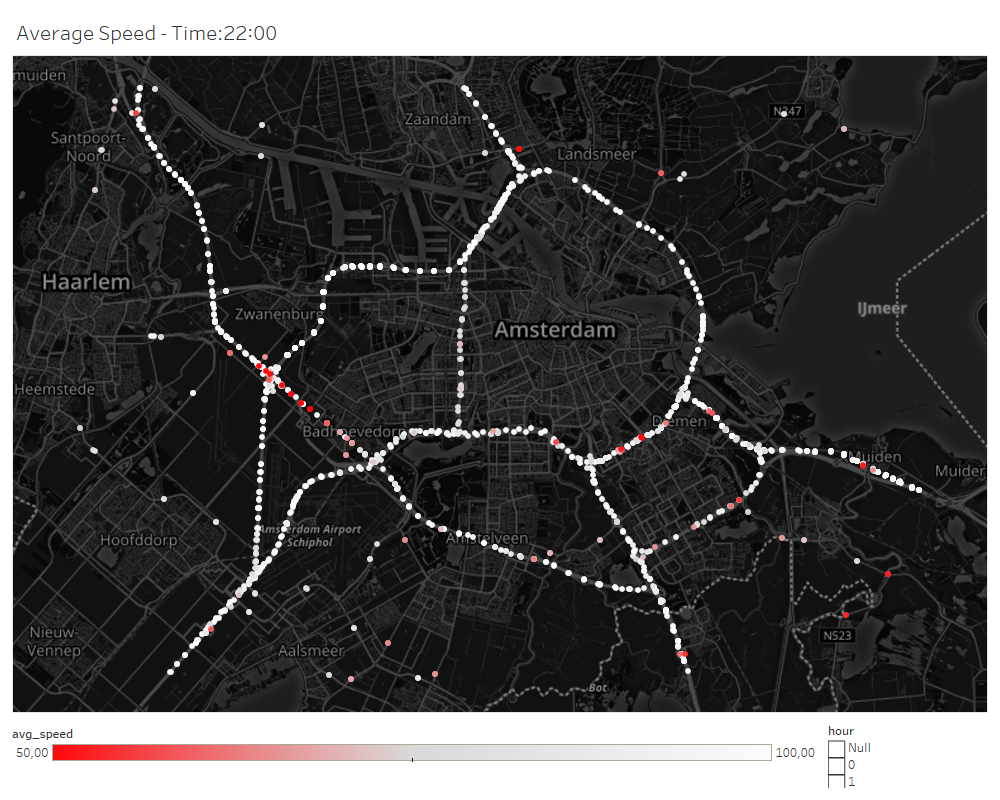 Average Speed - Time:22:00
muiden
Zaandam
N247
Santpoort-
Noord
Landsmeer
Haarlem
Zwanenburg
Amsterdam
IJmeer
Heemstede
Badhoevedorp
Diemen
Muiden
Muider
Amsterdam Airport
Schiphol
Hoofddorp
Amstelveen
Nieuw-
Vennep
Aalsmeer
N523
Bot
avg_speed
50,00
100,00
hour
Null
0
1